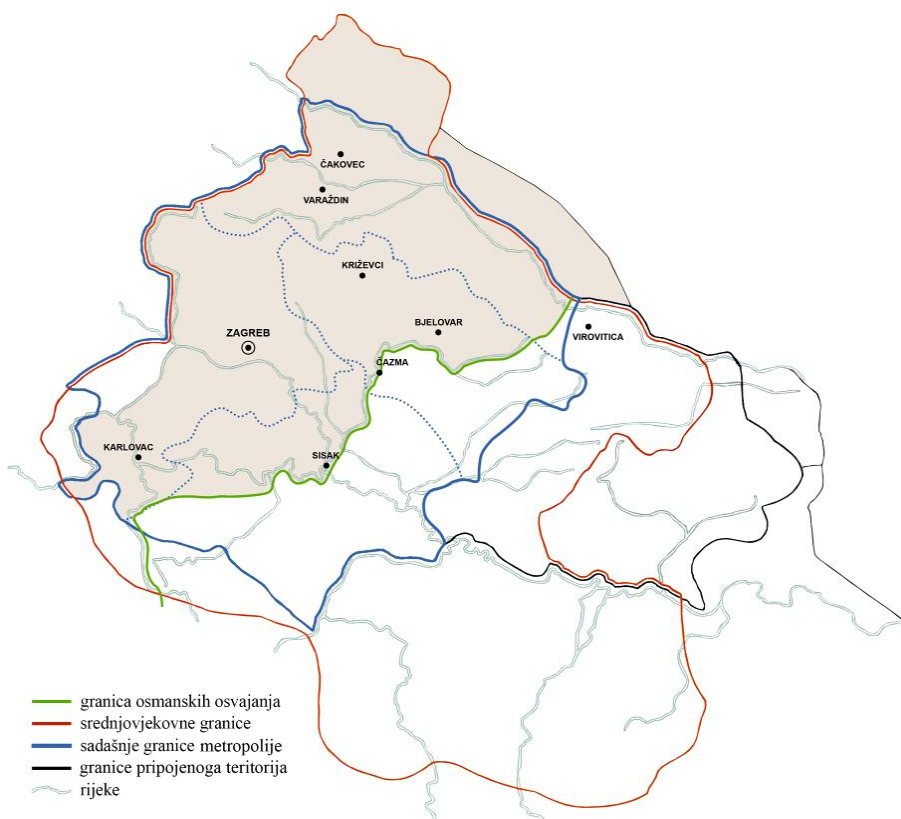 ČAKOVEC
VARAŽDIN
KRIŽEVCI
BJELOVAR
ZAGREB
VIROVITICA
ČAZMA
KARLOVAC
SISAK
granica osmanskih osvajanja
srednjovjekovne granice
sadašnje granice metropolije
granice pripojenoga teritorija
rijeke